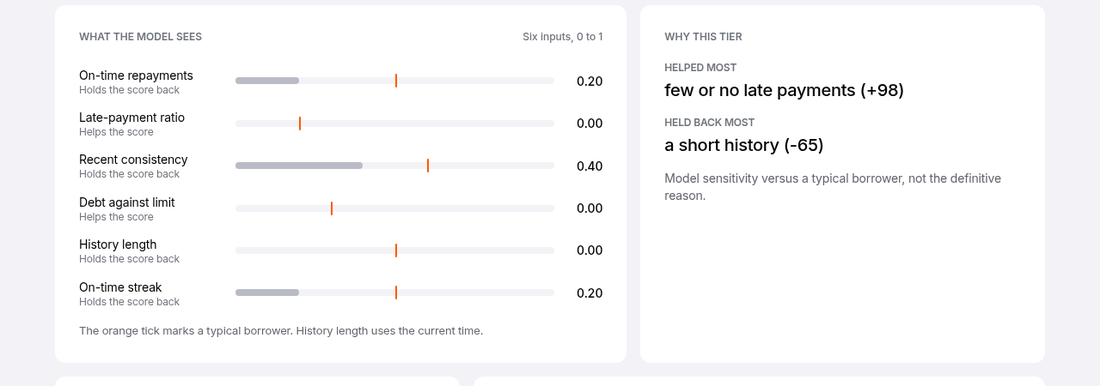 WHAT THE MODEL SEES
Six inputs, 0 to 1
On-time repayments
Holds the score back
0.20
Late-payment ratio
Helps the score
0.00
Recent consistency
Holds the score back
0.40
Debt against limit
Helps the score
0.00
History length
Holds the score back
0.00
On-time streak
Holds the score back
0.20
The orange tick marks a typical borrower. History length uses the current time.
WHY THIS TIER
HELPED MOST
few or no late payments (+98)
HELD BACK MOST
a short history (-65)
Model sensitivity versus a typical borrower, not the definitive
reason.